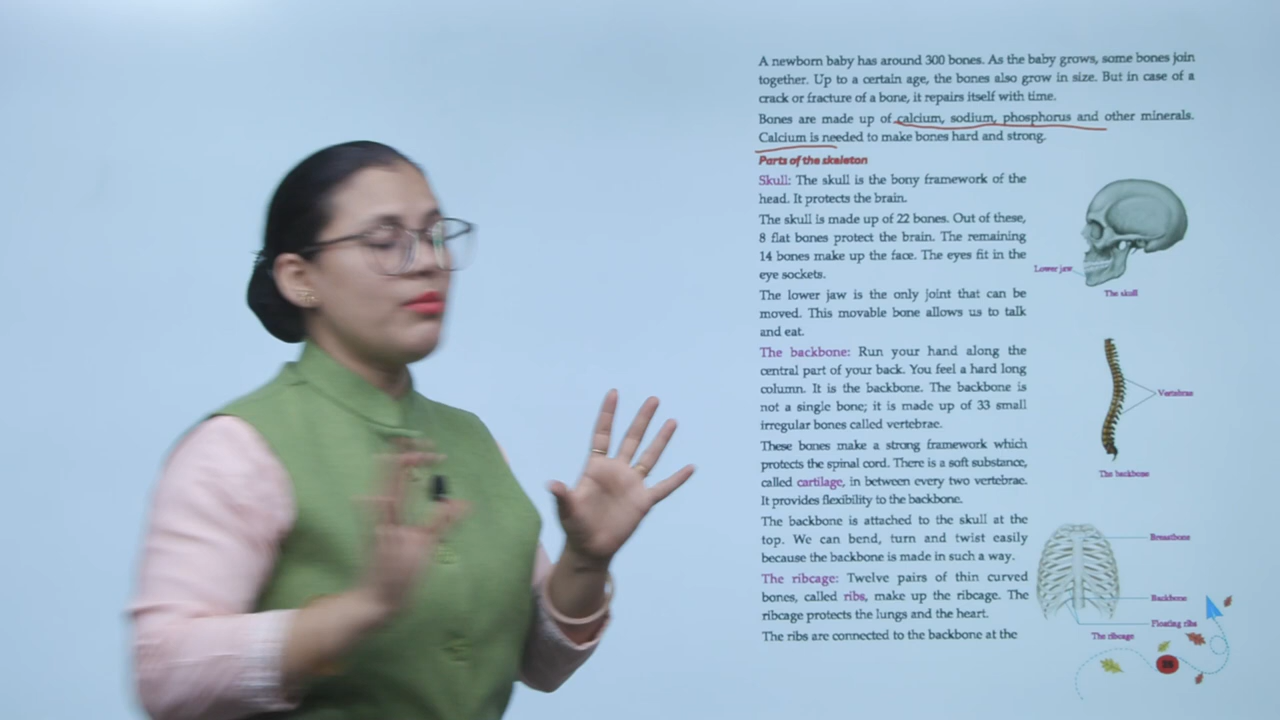 A newborn baby has around 300 bones. As the baby grows, some bones join
together. Up to a certain age, the bones also grow in size. But in case of a
crack or fracture of a bone, it repairs itself with time.
Bones are made up of calcium, sodium, phosphorus and other minerals.
Calcium is needed to make bones hard and strong.
Parts of the skeleton
Skull: The skull is the bony framework of the
head. It protects the brain.
The skull is made up of 22 bones. Out of these,
8 flat bones protect the brain. The remaining
14 bones make up the face. The eyes fit in the
eye sockets.
Lower jaw
The skull
The lower jaw is the only joint that can be
moved. This movable bone allows us to talk
and eat.
The backbone: Run your hand along the
central part of your back. You feel a hard long
column. It is the backbone. The backbone is
not a single bone; it is made up of 33 small
irregular bones called vertebrae.
Vertebrae
The backbone
These bones make a strong framework which
protects the spinal cord. There is a soft substance,
called cartilage, in between every two vertebrae.
It provides flexibility to the backbone.
The backbone is attached to the skull at the
top. We can bend, turn and twist easily
because the backbone is made in such a way.
The ribcage: Twelve pairs of thin curved
bones, called ribs, make up the ribcage. The
ribcage protects the lungs and the heart.
The ribs are connected to the backbone at the
Breastbone
Backbone
Floating ribs
The ribcage